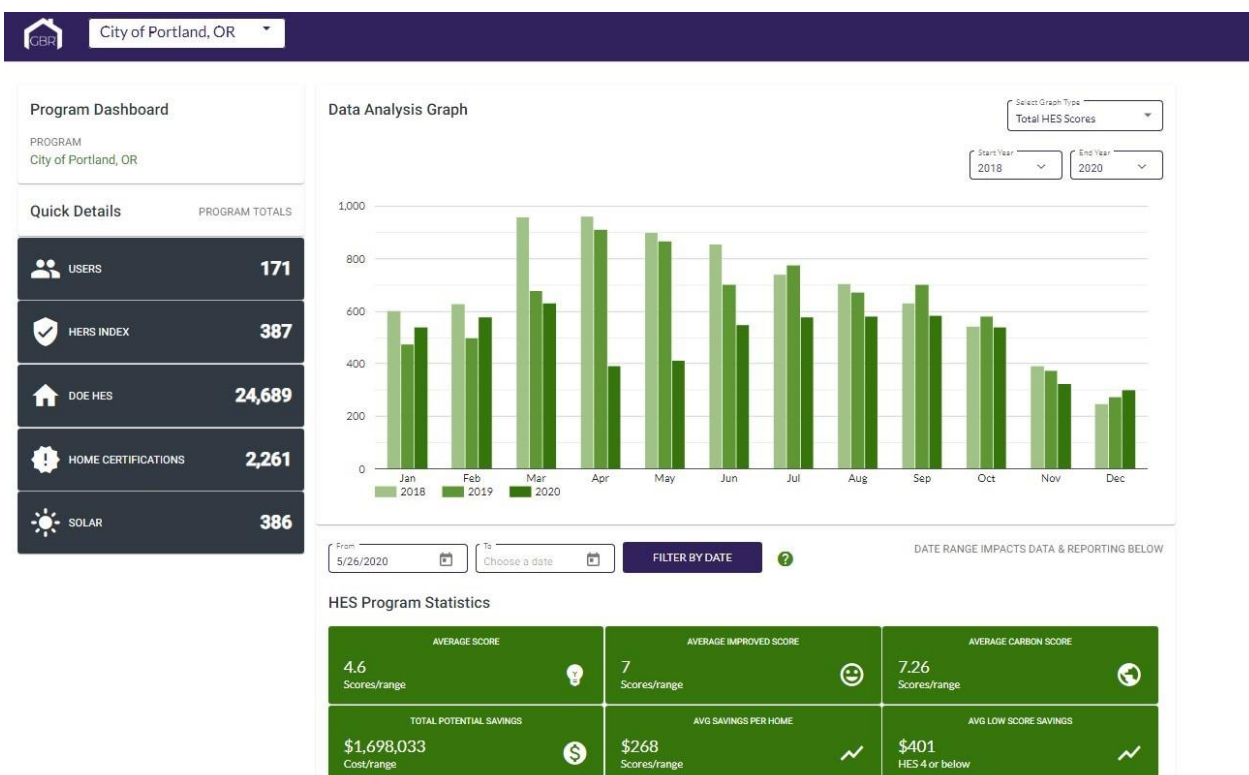 GBR
City of Portland, OR
Program Dashboard
PROGRAM
City of Portland, OR
Quick Details
PROGRAM TOTALS
USERS
171
HERS INDEX
387
DOE HES
24,689
HOME CERTIFICATIONS
2,261
SOLAR
386
Data Analysis Graph
Select Graph Type
Total HES Scores
Start Year
2018
End Year
2020
1,000
800
600
400
200
0
Jan Feb Mar Apr May Jun Jul Aug Sep Oct Nov Dec
2018 2019 2020
From
5/26/2020
To
Choose a date
FILTER BY DATE
?
DATE RANGE IMPACTS DATA & REPORTING BELOW
HES Program Statistics
AVERAGE SCORE
4.6
Scores/range
AVERAGE IMPROVED SCORE
7
Scores/range
AVERAGE CARBON SCORE
7.26
Scores/range
TOTAL POTENTIAL SAVINGS
$1,698,033
Cost/range
$
AVG SAVINGS PER HOME
$268
Scores/range
AVG LOW SCORE SAVINGS
$401
HES 4 or below